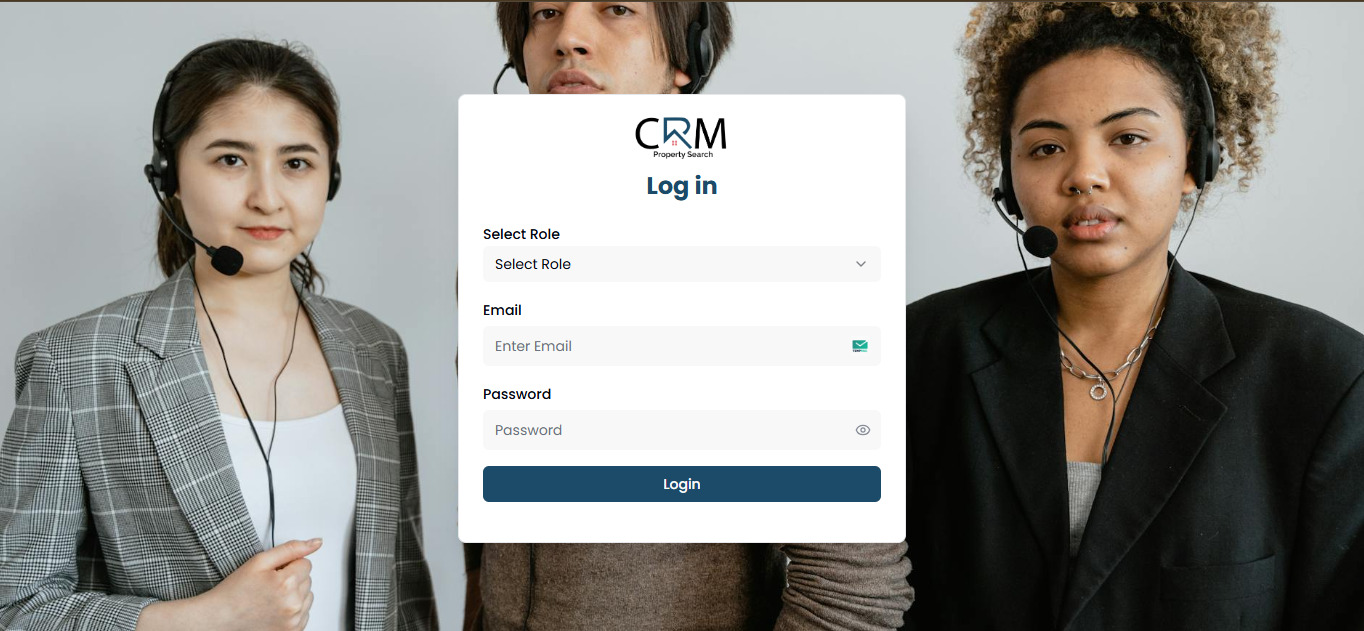 CRM
Property Search
Log in
Select Role
Select Role
Email
Enter Email
Password
Password
Login